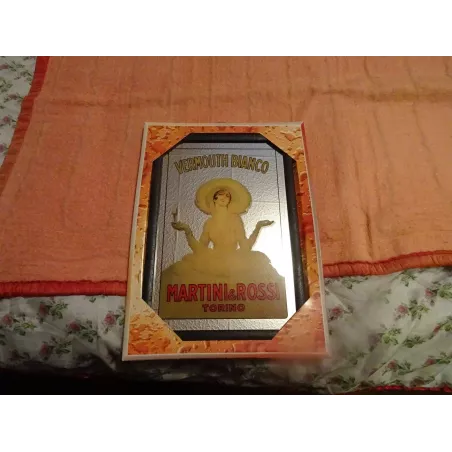 VERMOUTH BIANCO
MARTINI & ROSSI
TORINO